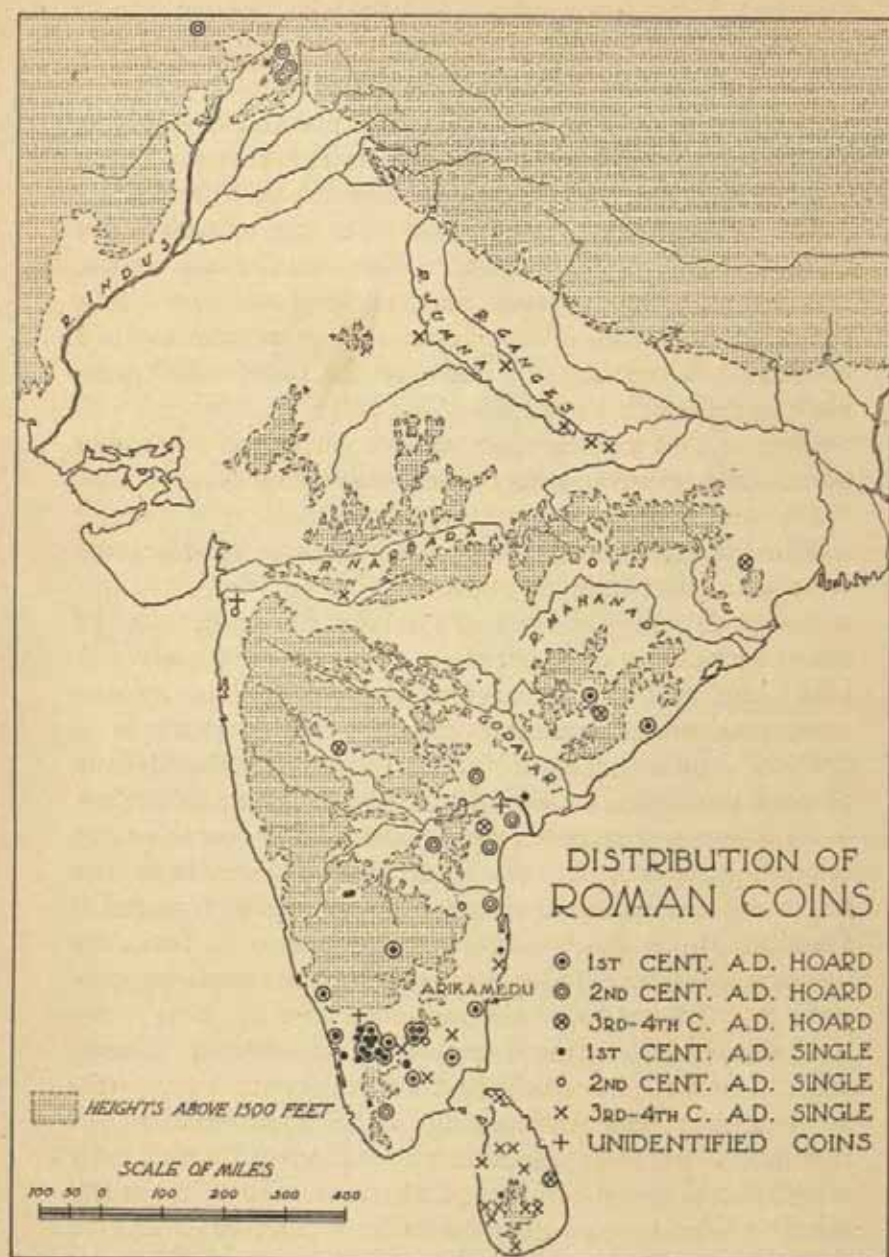 R. INDUS
R. JUMNA
R. GANGES
R. NARBADA
R. MAHANADI
R. GODAVARI
DISTRIBUTION OF
ROMAN COINS
1ST CENT. A.D. HOARD
2ND CENT. A.D. HOARD
3RD-4TH C. A.D. HOARD
1ST CENT. A.D. SINGLE
2ND CENT. A.D. SINGLE
3RD-4TH C. A.D. SINGLE
UNIDENTIFIED COINS
ARIKAMEDU
HEIGHTS ABOVE 1500 FEET
SCALE OF MILES
100 50 0 100 200 300 400